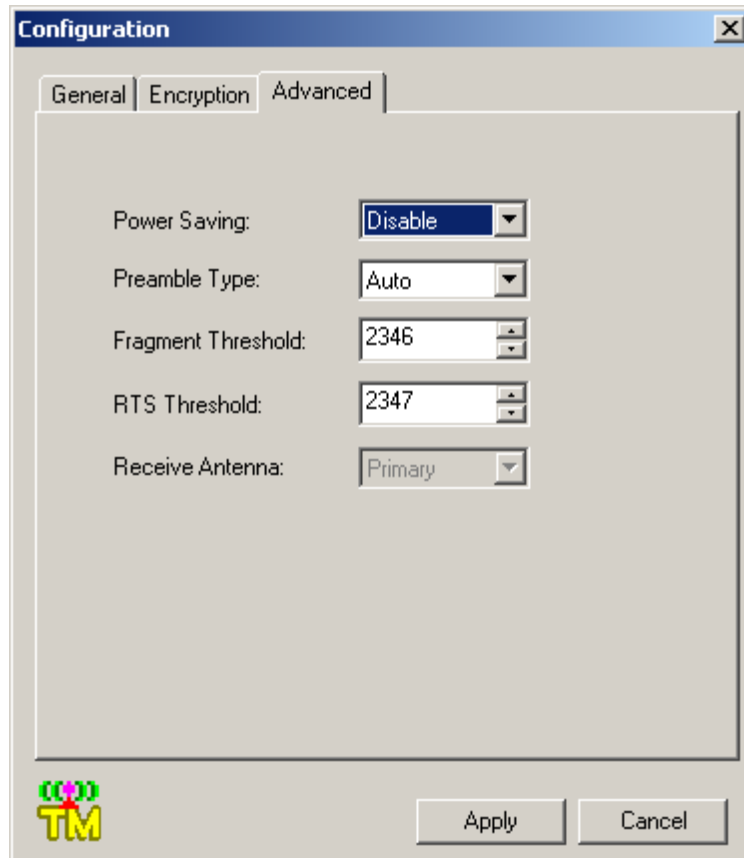 Configuration
General Encryption Advanced
Power Saving: Disable
Preamble Type: Auto
Fragment Threshold: 2346
RTS Threshold: 2347
Receive Antenna: Primary
TM
Apply Cancel